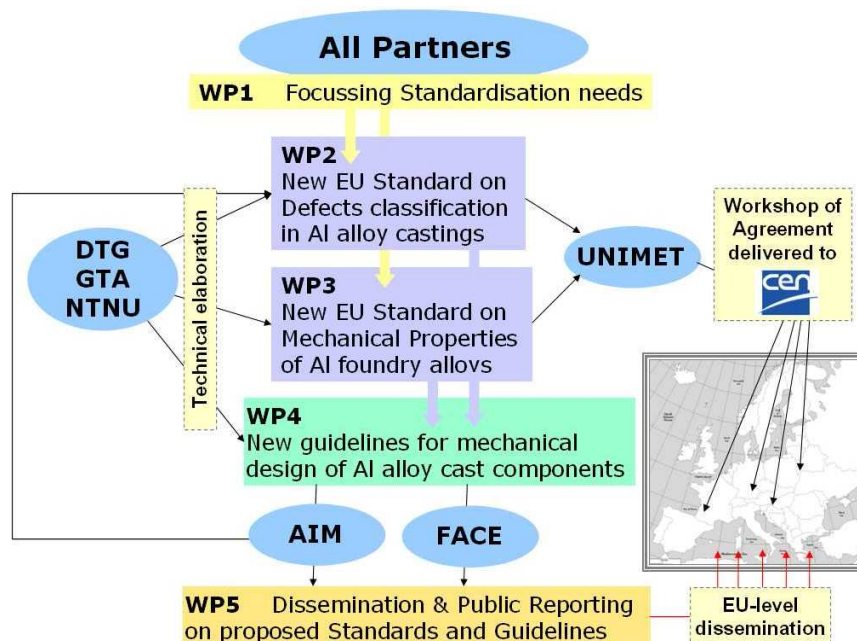 All Partners
WP1 Focussing Standardisation needs
WP2
New EU Standard on
Defects classification
in Al alloy castings
WP3
New EU Standard on
Mechanical Properties
of Al foundry alloys
DTG
GTA
NTNU
Technical elaboration
UNIMET
Workshop of
Agreement
delivered to
cen
WP4
New guidelines for mechanical
design of Al alloy cast components
AIM
FACE
WP5 Dissemination & Public Reporting
on proposed Standards and Guidelines
EU-level
dissemination